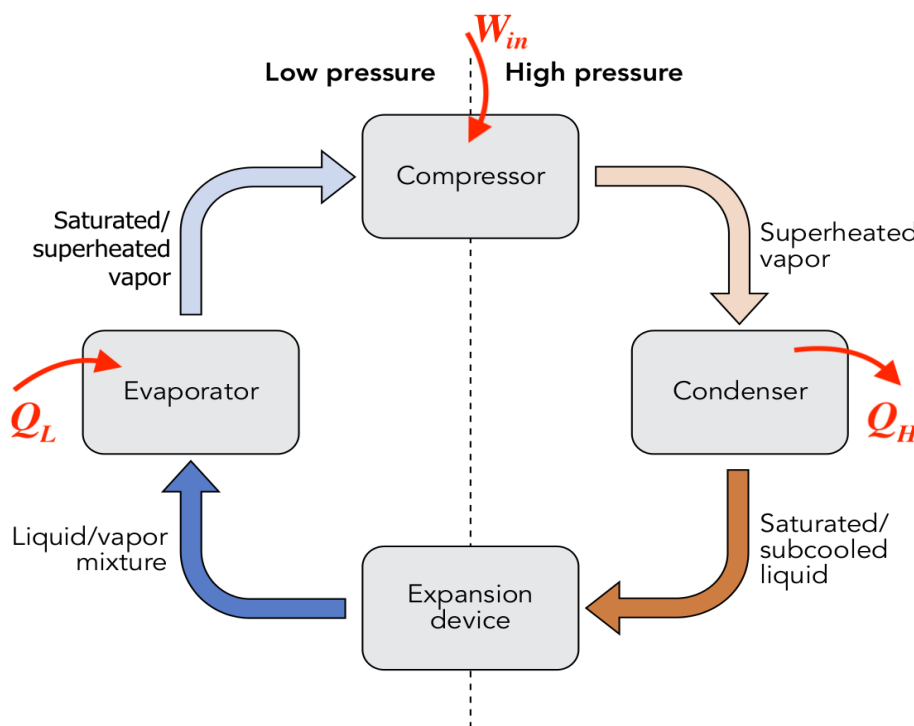 W_in
Low pressure
High pressure
Compressor
Saturated/
superheated
vapor
Superheated
vapor
Evaporator
Condenser
Q_L
Q_H
Liquid/vapor
mixture
Saturated/
subcooled
liquid
Expansion
device